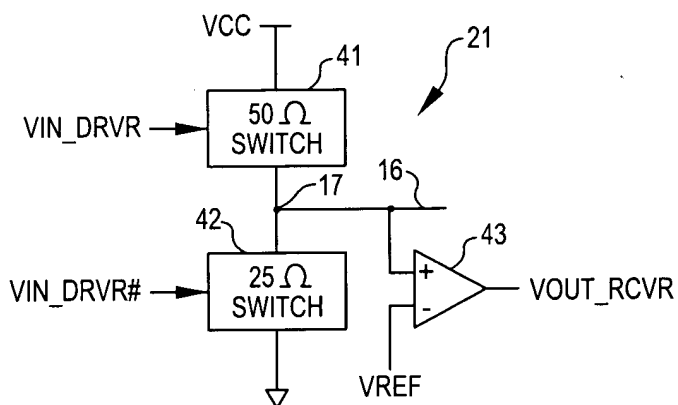 VCC
41
21
VIN_DRVR
50 Ω
SWITCH
17
16
42
43
VIN_DRVR#
25 Ω
SWITCH
+
-
VOUT_RCVR
VREF